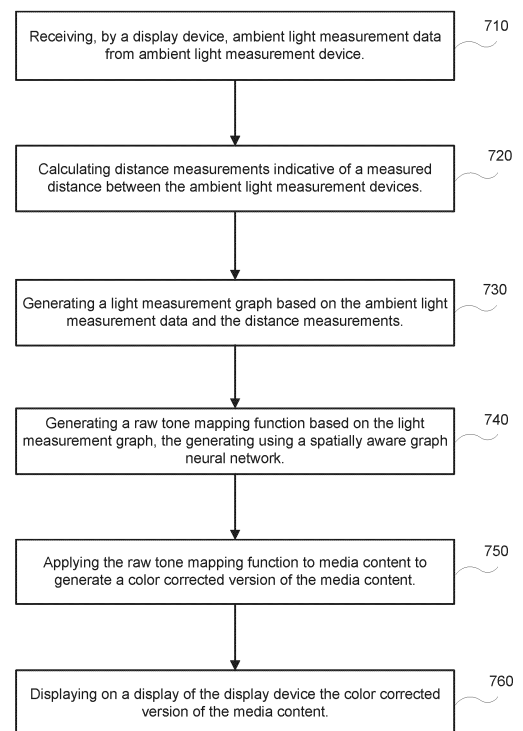 710
Receiving, by a display device, ambient light measurement data
from ambient light measurement device.
720
Calculating distance measurements indicative of a measured
distance between the ambient light measurement devices.
730
Generating a light measurement graph based on the ambient light
measurement data and the distance measurements.
740
Generating a raw tone mapping function based on the light
measurement graph, the generating using a spatially aware graph
neural network.
750
Applying the raw tone mapping function to media content to
generate a color corrected version of the media content.
760
Displaying on a display of the display device the color corrected
version of the media content.